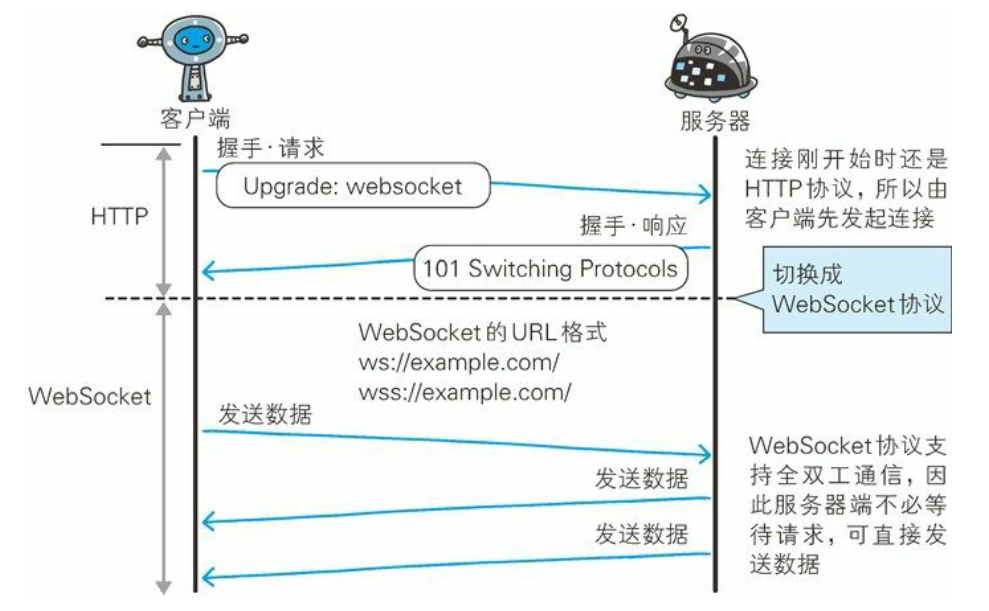 客户端
服务器
握手·请求
Upgrade: websocket
连接刚开始时还是
HTTP协议，所以由
客户端先发起连接
HTTP
握手·响应
101 Switching Protocols
切换成
WebSocket协议
WebSocket的URL格式
ws://example.com/
wss://example.com/
WebSocket
发送数据
WebSocket协议支
持全双工通信，因
此服务器端不必等
待请求，可直接发
送数据
发送数据
发送数据